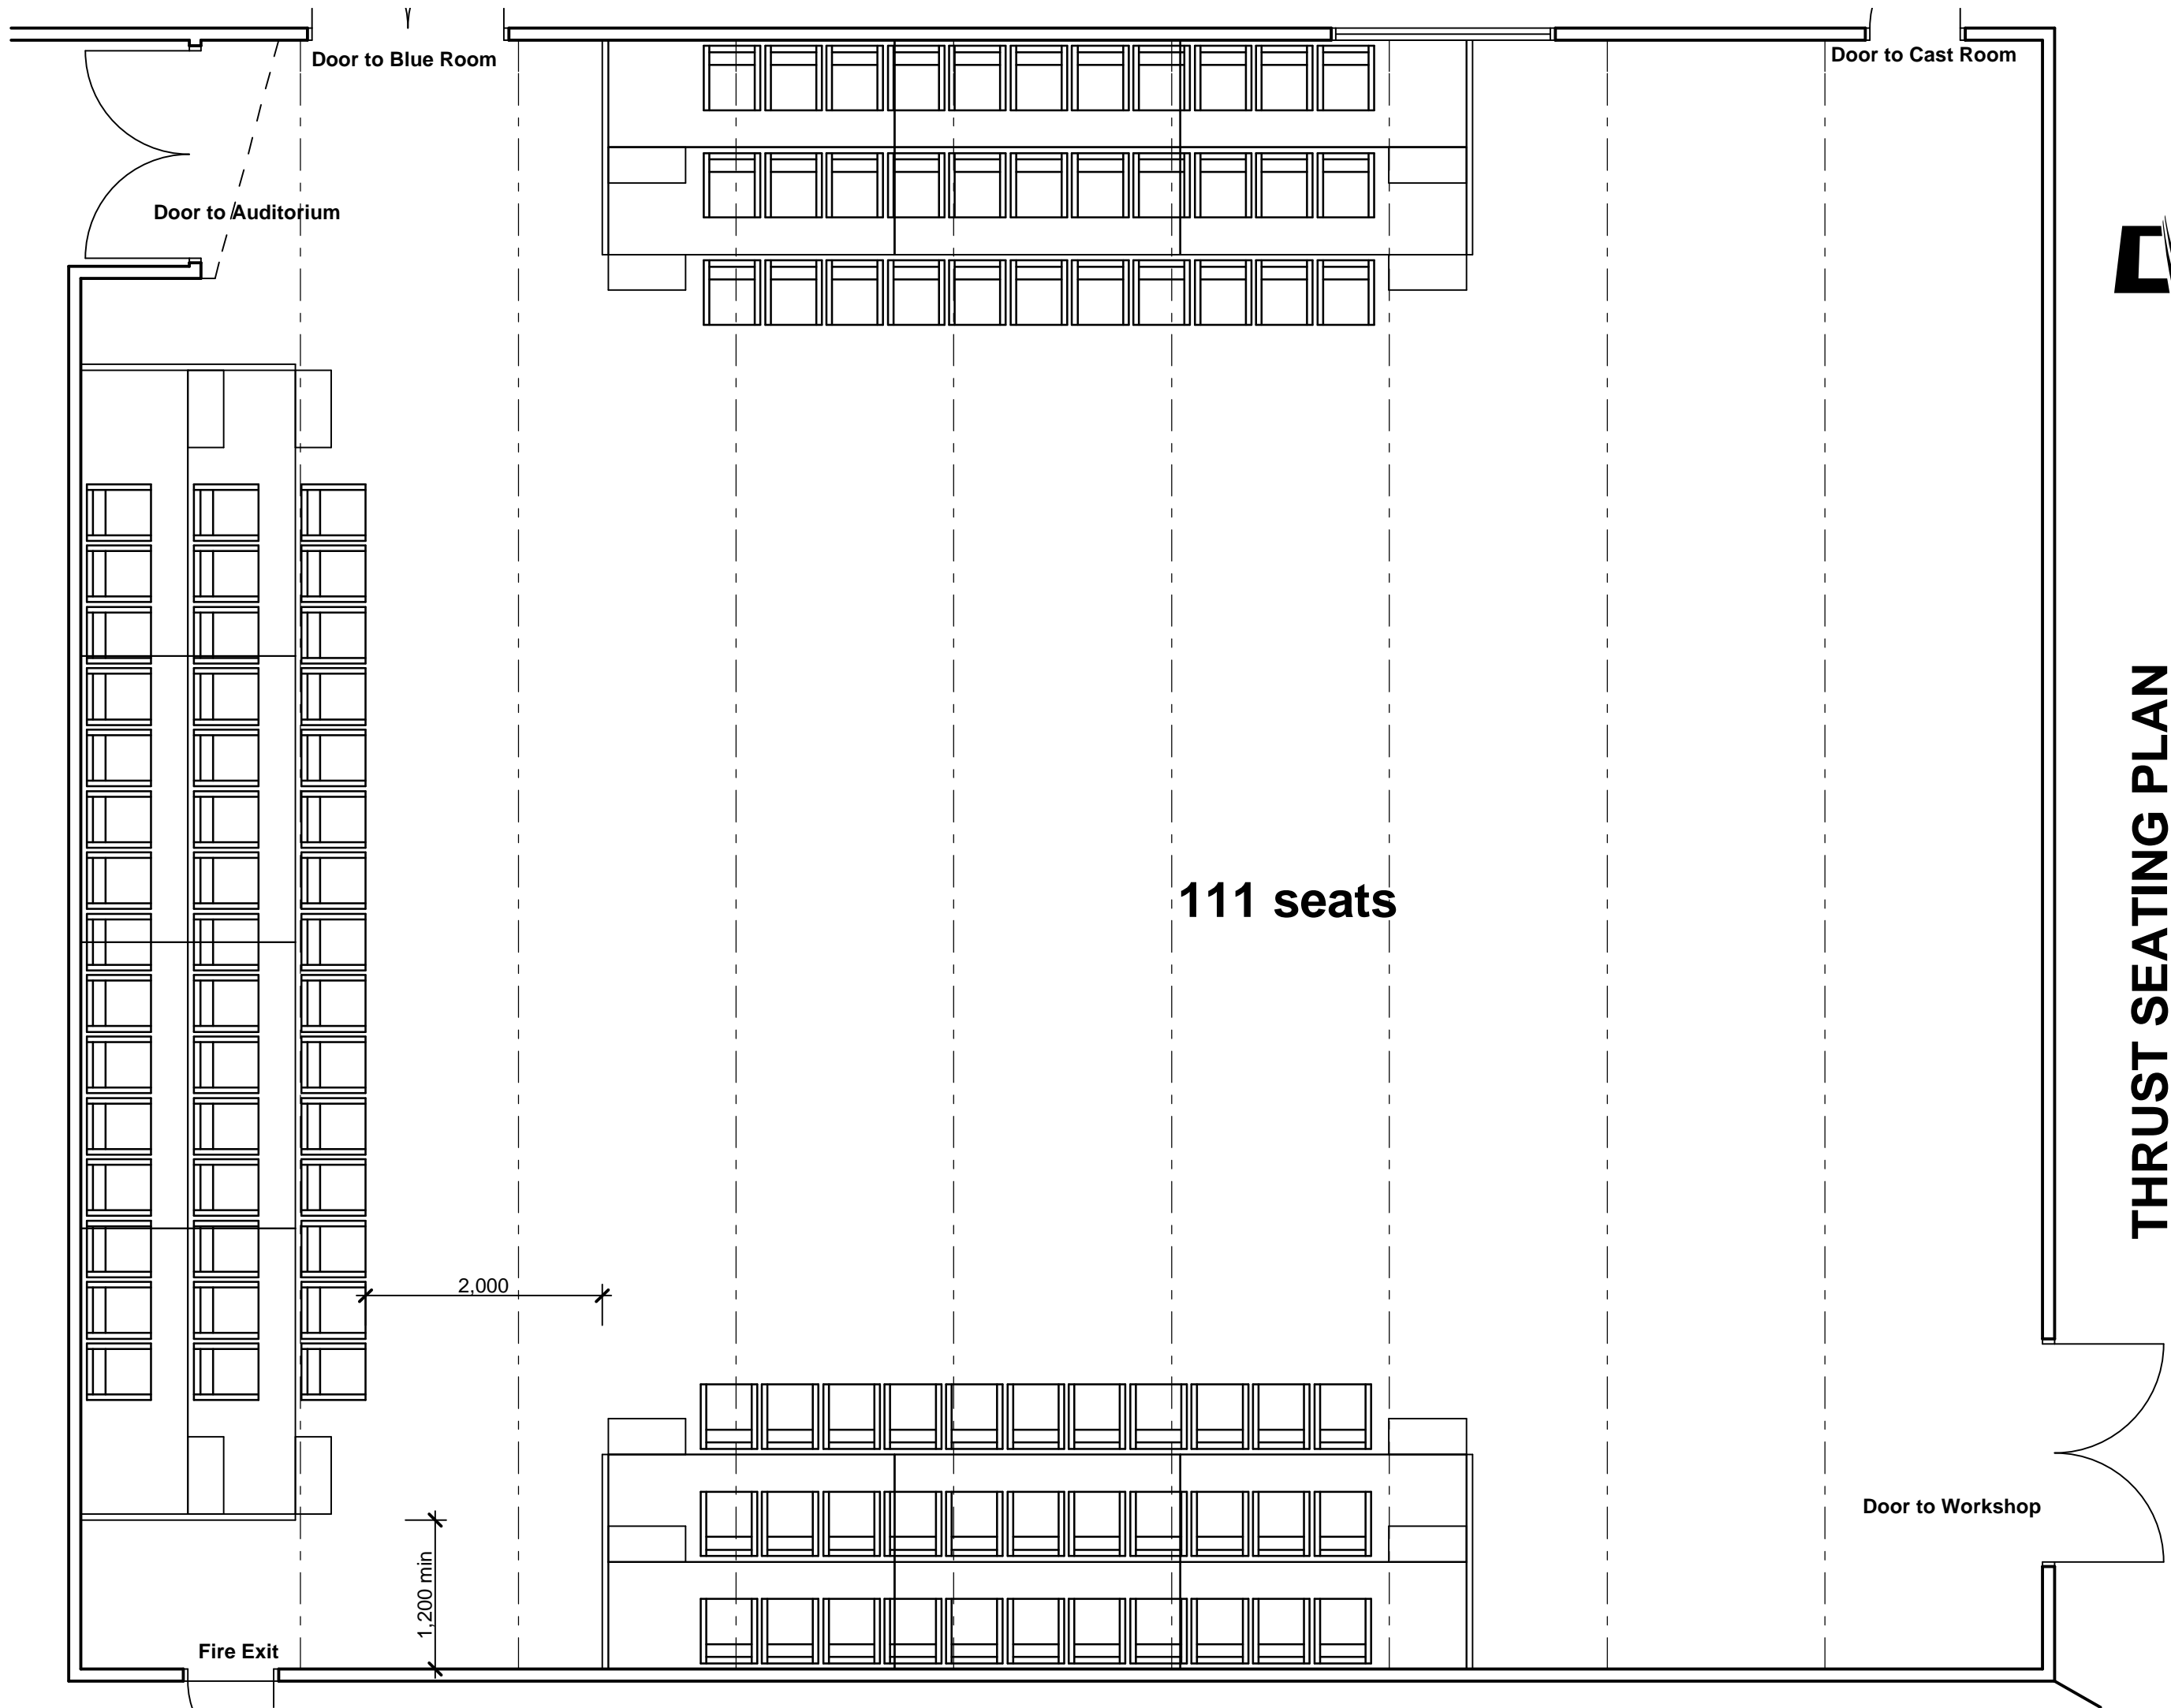 Door to Blue Room
Door to Cast Room
Door to Auditorium
THRUST SEATING PLAN
111 seats
2,000
Door to Workshop
1,200 min
Fire Exit